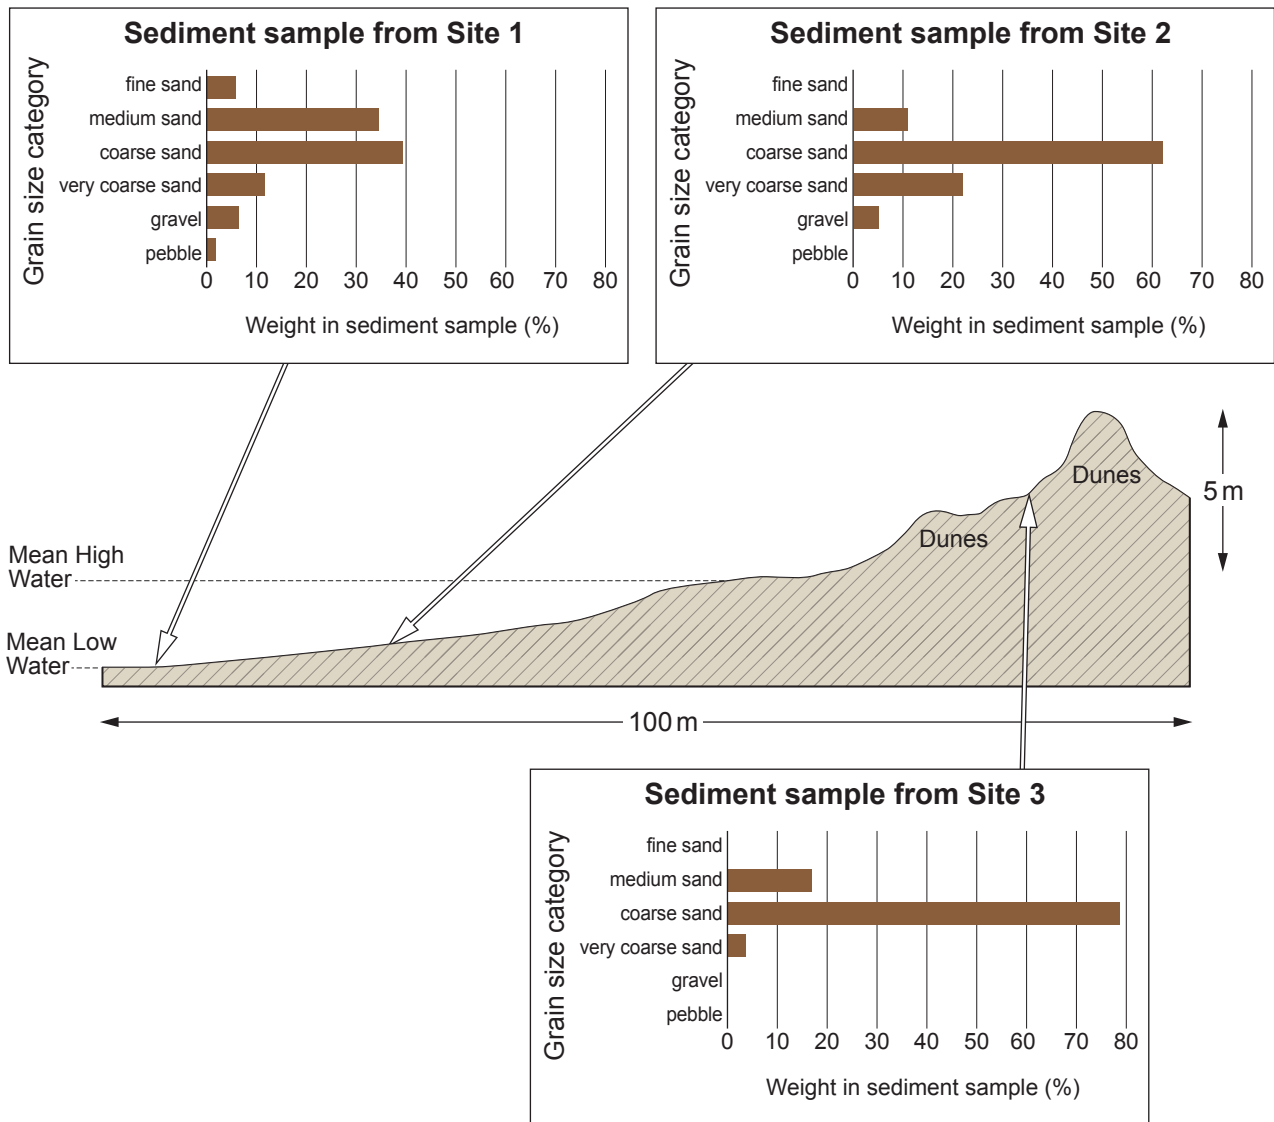 Sediment sample from Site 1
Grain size category
fine sand
medium sand
coarse sand
very coarse sand
gravel
pebble
0 10 20 30 40 50 60 70 80
Weight in sediment sample (%)
Sediment sample from Site 2
Grain size category
fine sand
medium sand
coarse sand
very coarse sand
gravel
pebble
0 10 20 30 40 50 60 70 80
Weight in sediment sample (%)
Dunes
5 m
Dunes
Mean High
Water
Mean Low
Water
100 m
Sediment sample from Site 3
Grain size category
fine sand
medium sand
coarse sand
very coarse sand
gravel
pebble
0 10 20 30 40 50 60 70 80
Weight in sediment sample (%)